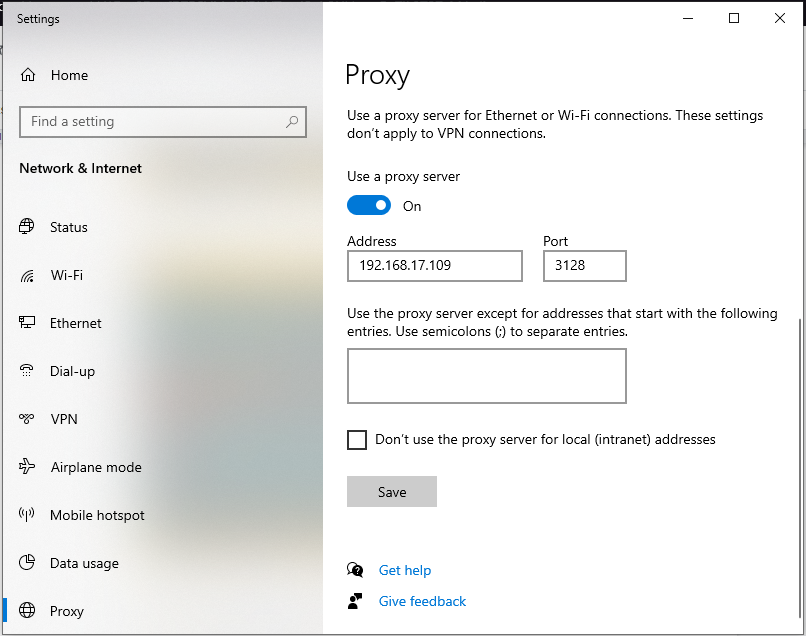 Settings
Home
Find a setting
Network & Internet
Status
Wi-Fi
Ethernet
Dial-up
VPN
Airplane mode
Mobile hotspot
Data usage
Proxy
Proxy
Use a proxy server for Ethernet or Wi-Fi connections. These settings
don't apply to VPN connections.
Use a proxy server
On
Address Port
192.168.17.109 3128
Use the proxy server except for addresses that start with the following
entries. Use semicolons (;) to separate entries.
Don't use the proxy server for local (intranet) addresses
Save
Get help
Give feedback